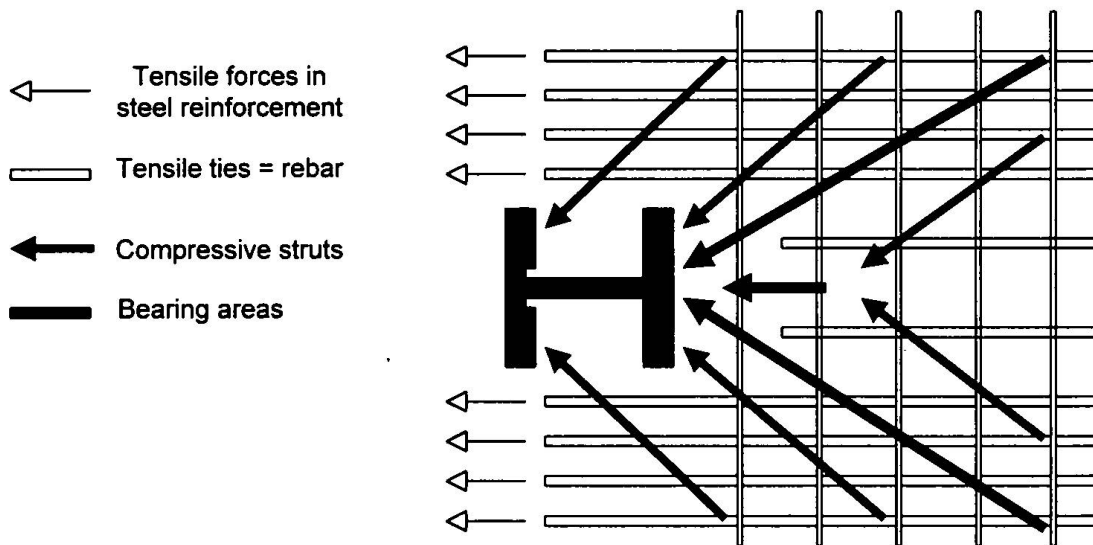 Tensile forces in
steel reinforcement
Tensile ties = rebar
Compressive struts
Bearing areas